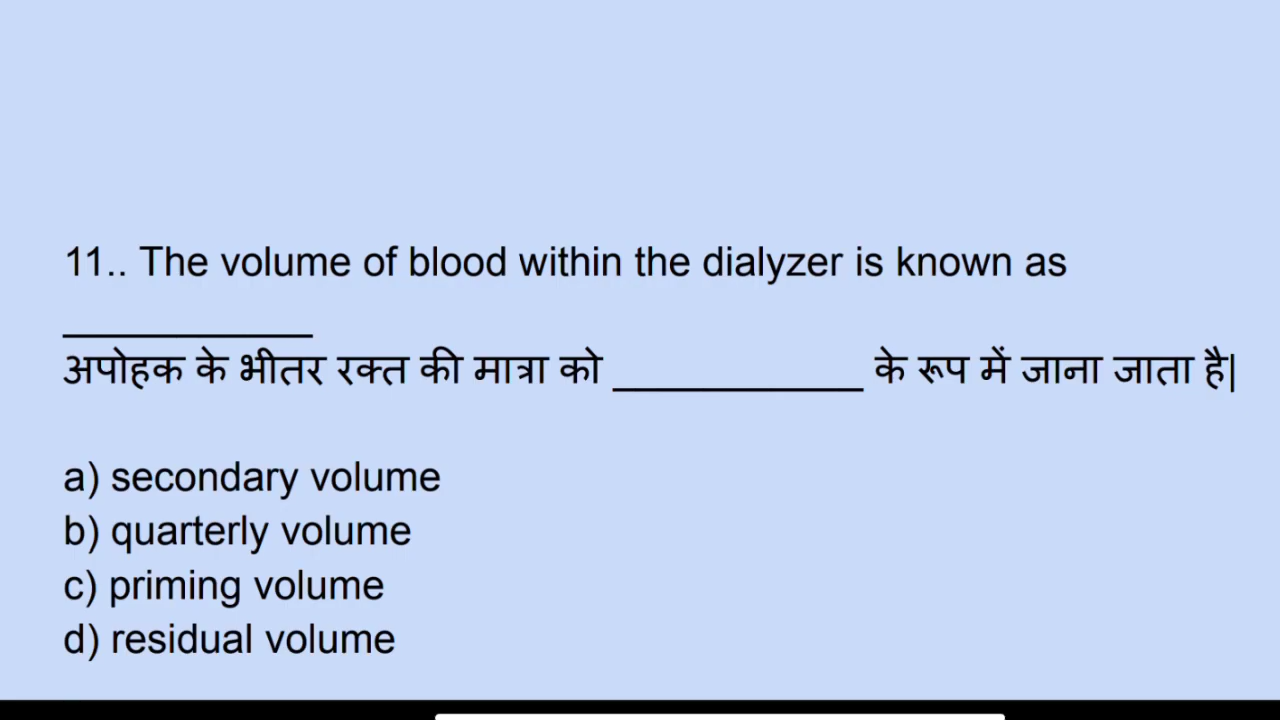 11.. The volume of blood within the dialyzer is known as
____________
अपोहक के भीतर रक्त की मात्रा को ____________ के रूप में जाना जाता है|
a) secondary volume
b) quarterly volume
c) priming volume
d) residual volume